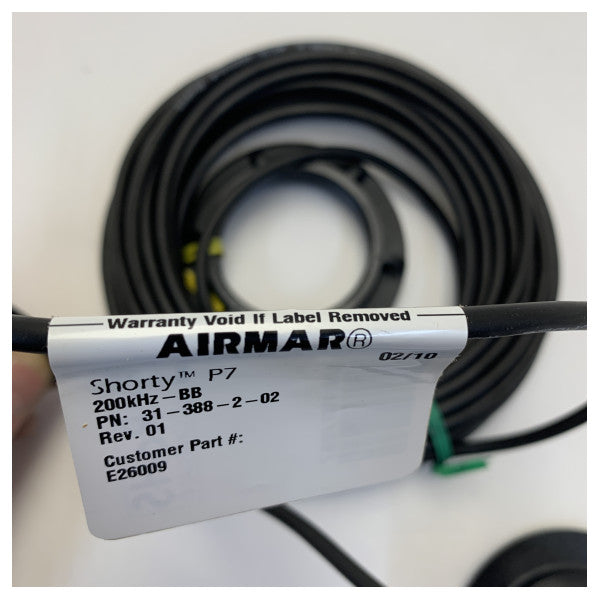 Warranty Void If Label Removed
AIRMAR®
02/10
Shorty™ P7
200kHz-BB
PN: 31-388-2-02
Rev. 01
Customer Part #:
E26009